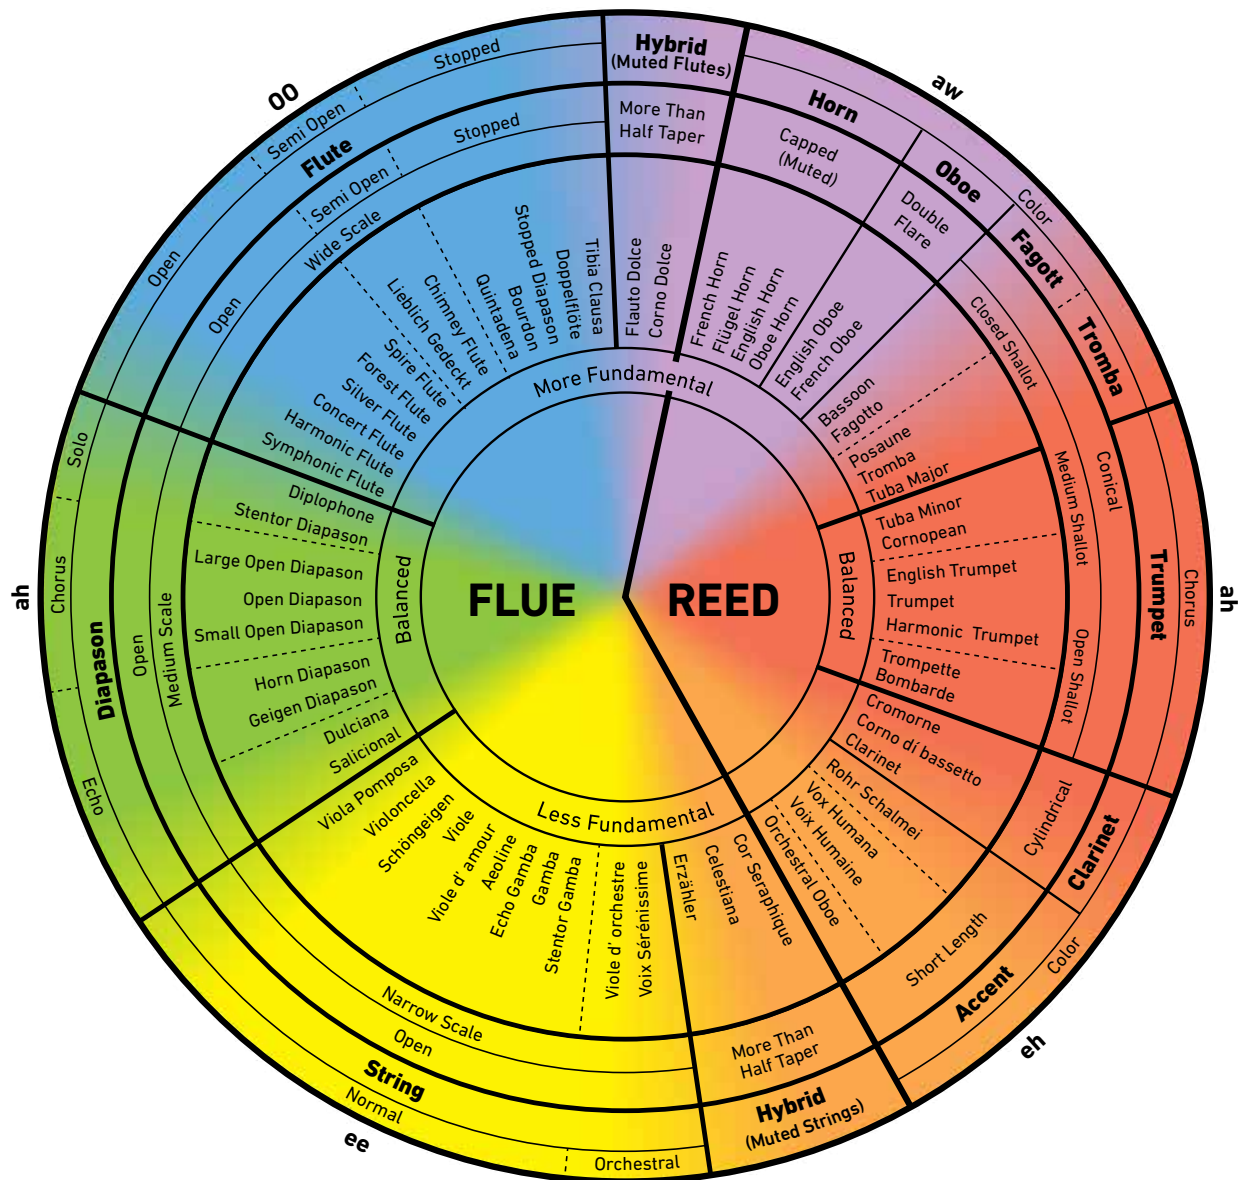 oo
aw
ah
eh
ee
ah
FLUE
REED
More Fundamental
Balanced
Less Fundamental
Balanced
Hybrid
(Muted Flutes)
More Than
Half Taper
Flauto Dolce
Corno Dolce
Color
Horn
Capped
(Muted)
French Horn
Flügel Horn
English Horn
Oboe Horn
Oboe
Double
Flare
English Oboe
French Oboe
Fagott
Tromba
Closed Shallot
Bassoon
Fagotto
Posaune
Tromba
Tuba Major
Chorus
Trumpet
Conical
Medium Shallot
Open Shallot
Tuba Minor
Cornopean
English Trumpet
Trumpet
Harmonic Trumpet
Trompette
Bombarde
Clarinet
Cylindrical
Cromorne
Corno di bassetto
Clarinet
Color
Accent
Short Length
Rohr Schalmei
Vox Humana
Voix Humaine
Orchestral Oboe
Hybrid
(Muted Strings)
More Than
Half Taper
Cor Seraphique
Celestiana
Erzähler
Orchestral
Normal
String
Open
Narrow Scale
Voix Sérénissime
Viole d' orchestre
Stentor Gamba
Gamba
Echo Gamba
Aeoline
Viole d' amour
Viole
Schöngeigen
Violoncella
Viola Pomposa
Echo
Chorus
Solo
Diapason
Open
Medium Scale
Salicional
Dulciana
Geigen Diapason
Horn Diapason
Small Open Diapason
Open Diapason
Large Open Diapason
Stentor Diapason
Diplophone
Open
Semi Open
Stopped
Flute
Open
Semi Open
Stopped
Wide Scale
Symphonic Flute
Harmonic Flute
Concert Flute
Silver Flute
Forest Flute
Spire Flute
Lieblich Gedeckt
Chimney Flute
Quintadena
Bourdon
Stopped Diapason
Doppelflöte
Tibia Clausa